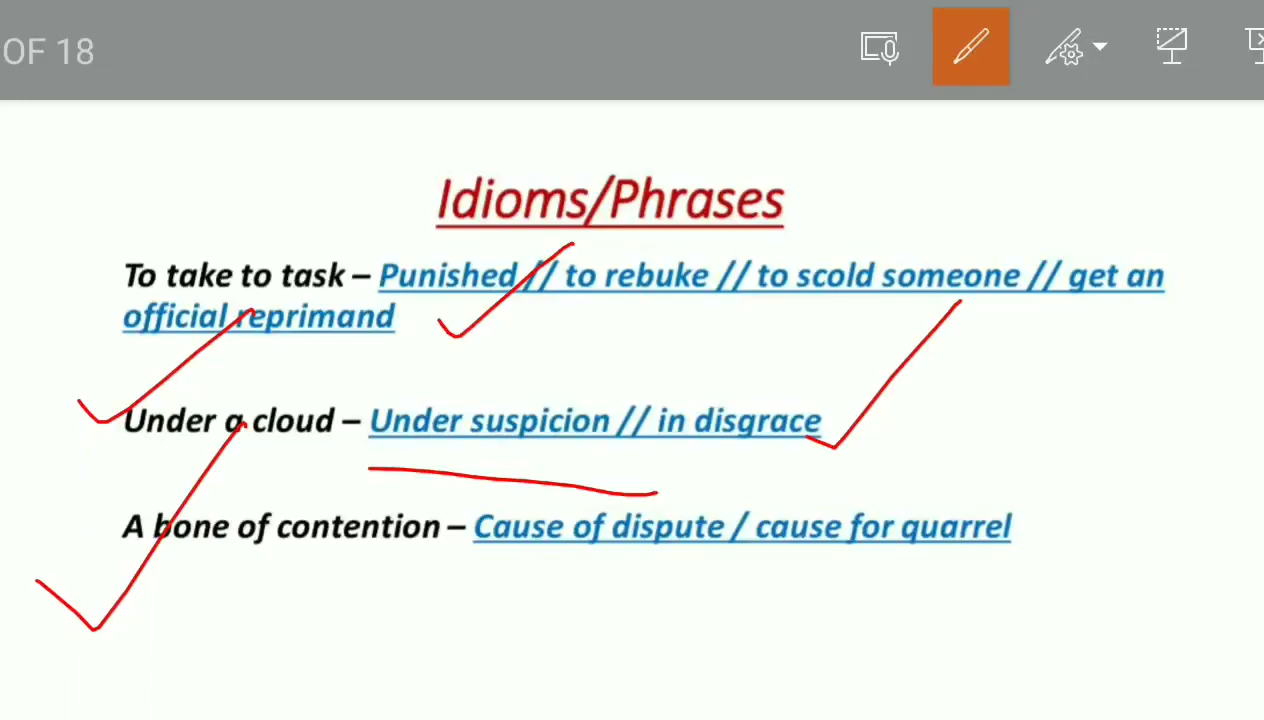 OF 18
Idioms/Phrases
To take to task – Punished // to rebuke // to scold someone // get an
official reprimand
Under a cloud – Under suspicion // in disgrace
A bone of contention – Cause of dispute / cause for quarrel